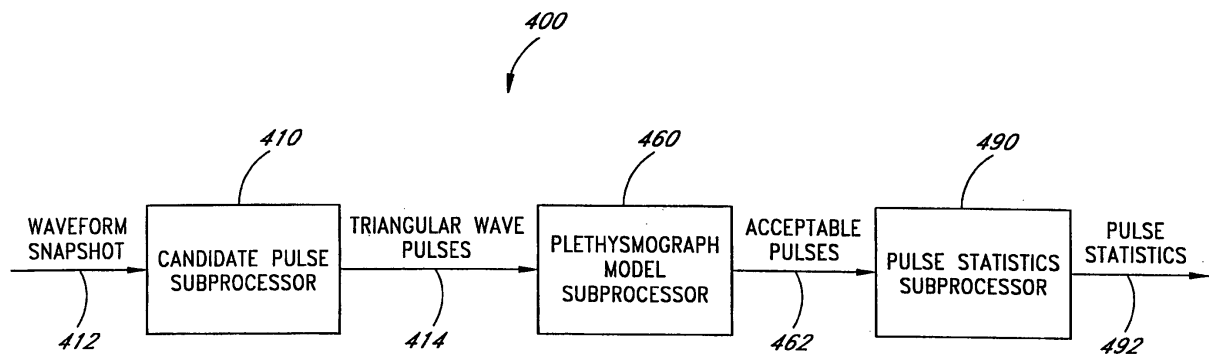 400
410
460
490
WAVEFORM
SNAPSHOT
CANDIDATE PULSE
SUBPROCESSOR
TRIANGULAR WAVE
PULSES
PLETHYSMOGRAPH
MODEL
SUBPROCESSOR
ACCEPTABLE
PULSES
PULSE STATISTICS
SUBPROCESSOR
PULSE
STATISTICS
412
414
462
492